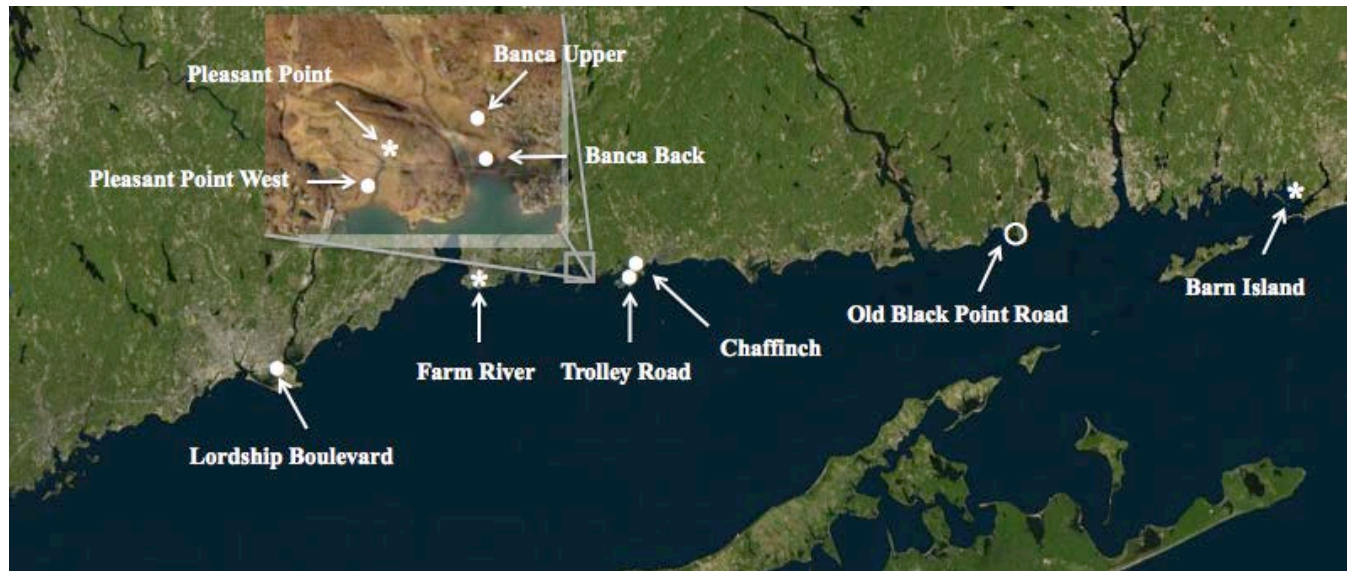 Banca Upper
Pleasant Point
Banca Back
Pleasant Point West
Barn Island
Old Black Point Road
Chaffinch
Farm River
Trolley Road
Lordship Boulevard